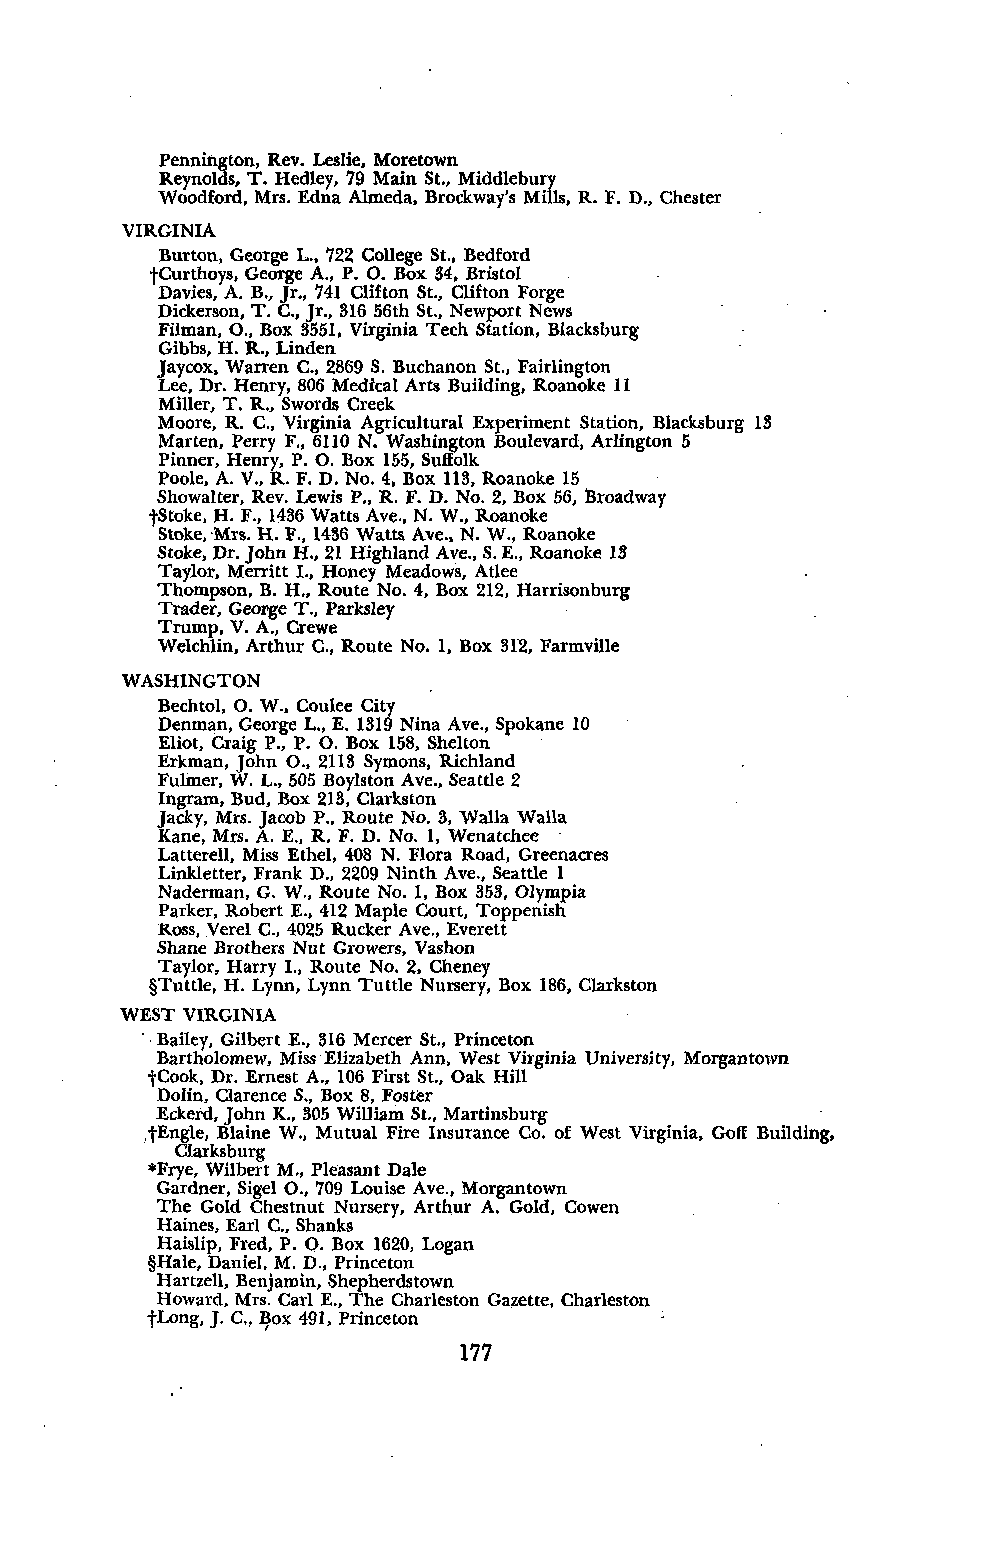 Pennington, Rev. Leslie, Moretown
Reynolds, T. Hedley, 79 Main St., Middlebury
Woodford, Mrs. Edna Almeda, Brockway's Mills, R. F. D., Chester
VIRGINIA
Burton, George L., 722 College St., Bedford
†Curthoys, George A., P. O. Box 34, Bristol
Davies, A. B., Jr., 741 Clifton St., Clifton Forge
Dickerson, T. C., Jr., 316 56th St., Newport News
Filman, O., Box 3551, Virginia Tech Station, Blacksburg
Gibbs, H. R., Linden
Jaycox, Warren C., 2869 S. Buchanon St., Fairlington
Lee, Dr. Henry, 806 Medical Arts Building, Roanoke 11
Miller, T. R., Swords Creek
Moore, R. C., Virginia Agricultural Experiment Station, Blacksburg 13
Marten, Perry F., 6110 N. Washington Boulevard, Arlington 5
Pinner, Henry, P. O. Box 155, Suffolk
Poole, A. V., R. F. D. No. 4, Box 113, Roanoke 15
Showalter, Rev. Lewis P., R. F. D. No. 2, Box 56, Broadway
†Stoke, H. F., 1436 Watts Ave., N. W., Roanoke
Stoke, Mrs. H. F., 1436 Watts Ave., N. W., Roanoke
Stoke, Dr. John H., 21 Highland Ave., S. E., Roanoke 13
Taylor, Merritt I., Honey Meadows, Atlee
Thompson, B. H., Route No. 4, Box 212, Harrisonburg
Trader, George T., Parksley
Trump, V. A., Crewe
Welchlin, Arthur C., Route No. 1, Box 312, Farmville
WASHINGTON
Bechtol, O. W., Coulee City
Denman, George L., E. 1319 Nina Ave., Spokane 10
Eliot, Craig P., P. O. Box 158, Shelton
Erkman, John O., 2113 Symons, Richland
Fulmer, W. L., 505 Boylston Ave., Seattle 2
Ingram, Bud, Box 213, Clarkston
Jacky, Mrs. Jacob P., Route No. 3, Walla Walla
Kane, Mrs. A. E., R. F. D. No. 1, Wenatchee
Latterell, Miss Ethel, 408 N. Flora Road, Greenacres
Linkletter, Frank D., 2209 Ninth Ave., Seattle 1
Naderman, G. W., Route No. 1, Box 353, Olympia
Parker, Robert E., 412 Maple Court, Toppenish
Ross, Verel C., 4025 Rucker Ave., Everett
Shane Brothers Nut Growers, Vashon
Taylor, Harry I., Route No. 2, Cheney
§Tuttle, H. Lynn, Lynn Tuttle Nursery, Box 186, Clarkston
WEST VIRGINIA
Bailey, Gilbert E., 316 Mercer St., Princeton
Bartholomew, Miss Elizabeth Ann, West Virginia University, Morgantown
†Cook, Dr. Ernest A., 106 First St., Oak Hill
Dolin, Clarence S., Box 8, Foster
Eckerd, John K., 305 William St., Martinsburg
†Engle, Blaine W., Mutual Fire Insurance Co. of West Virginia, Goff Building,
Clarksburg
*Frye, Wilbert M., Pleasant Dale
Gardner, Sigel O., 709 Louise Ave., Morgantown
The Gold Chestnut Nursery, Arthur A. Gold, Cowen
Haines, Earl C., Shanks
Haislip, Fred, P. O. Box 1620, Logan
§Hale, Daniel, M. D., Princeton
Hartzell, Benjamin, Shepherdstown
Howard, Mrs. Carl E., The Charleston Gazette, Charleston
†Long, J. C., Box 491, Princeton
177